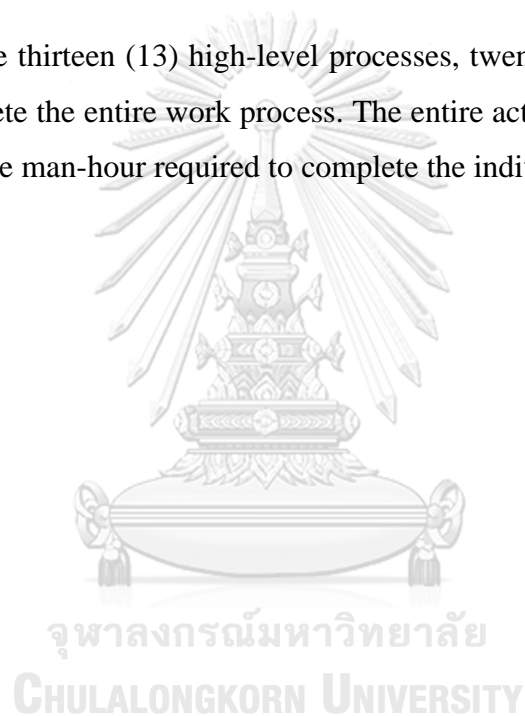 e thirteen (13) high-level processes, twen
ete the entire work process. The entire act
e man-hour required to complete the indi
จุฬาลงกรณ์มหาวิทยาลัย
CHULALONGKORN UNIVERSITY